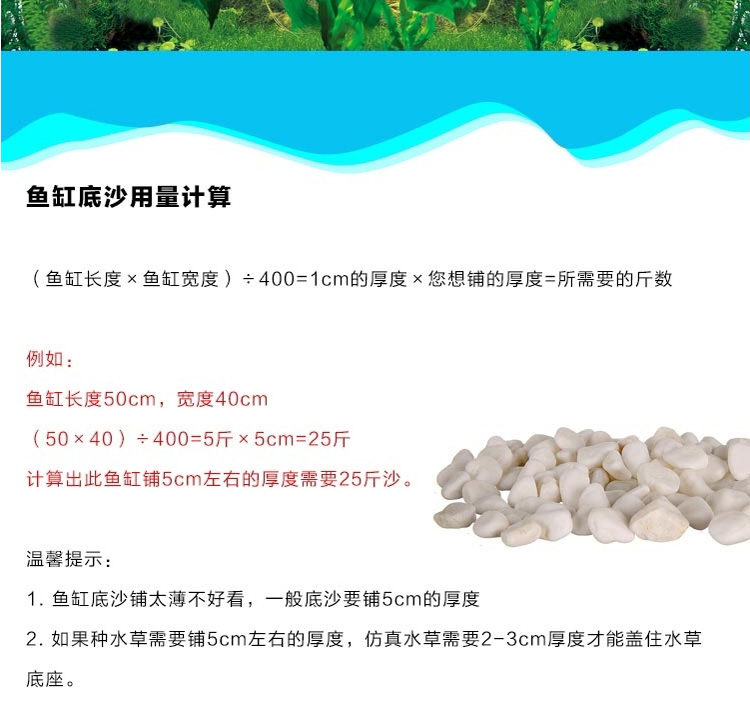 鱼缸底沙用量计算
（鱼缸长度×鱼缸宽度）÷400=1cm的厚度×您想铺的厚度=所需要的斤数
例如：
鱼缸长度50cm，宽度40cm
（50×40）÷400=5斤×5cm=25斤
计算出此鱼缸铺5cm左右的厚度需要25斤沙。
温馨提示：
1. 鱼缸底沙铺太薄不好看，一般底沙要铺5cm的厚度
2. 如果种水草需要铺5cm左右的厚度，仿真水草需要2-3cm厚度才能盖住水草
底座。